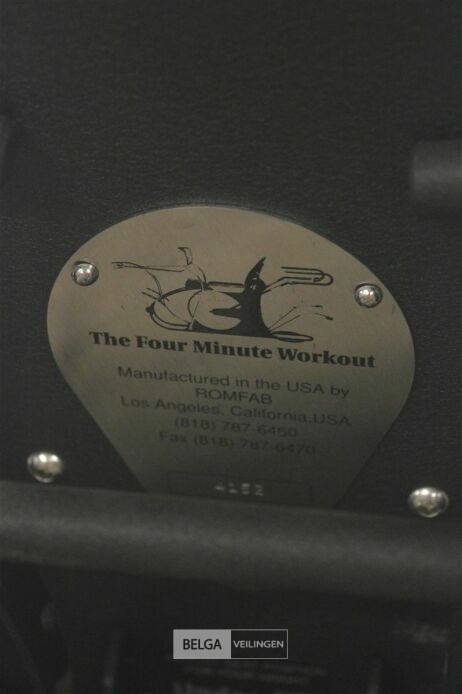 The Four Minute Workout
Manufactured in the USA by
ROMFAB
Los Angeles, California, USA
(818) 787-6450
Fax (818) 787-6470
BELGA VEILINGEN